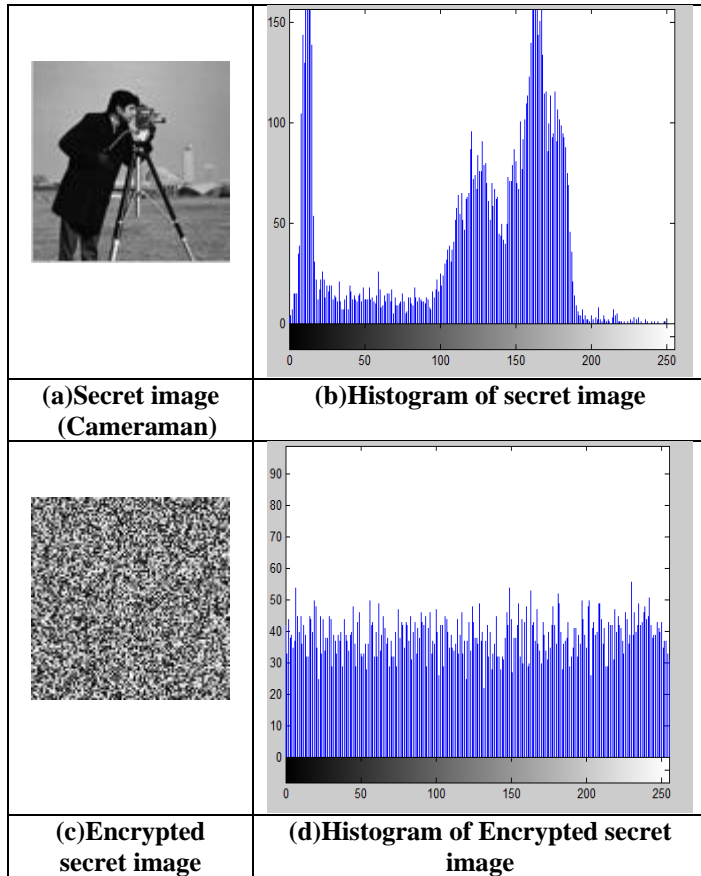 150
100
50
0
0 50 100 150 200 250
(a)Secret image
(Cameraman)
(b)Histogram of secret image
90
80
70
60
50
40
30
20
10
0
0 50 100 150 200 250
(c)Encrypted
secret image
(d)Histogram of Encrypted secret
image